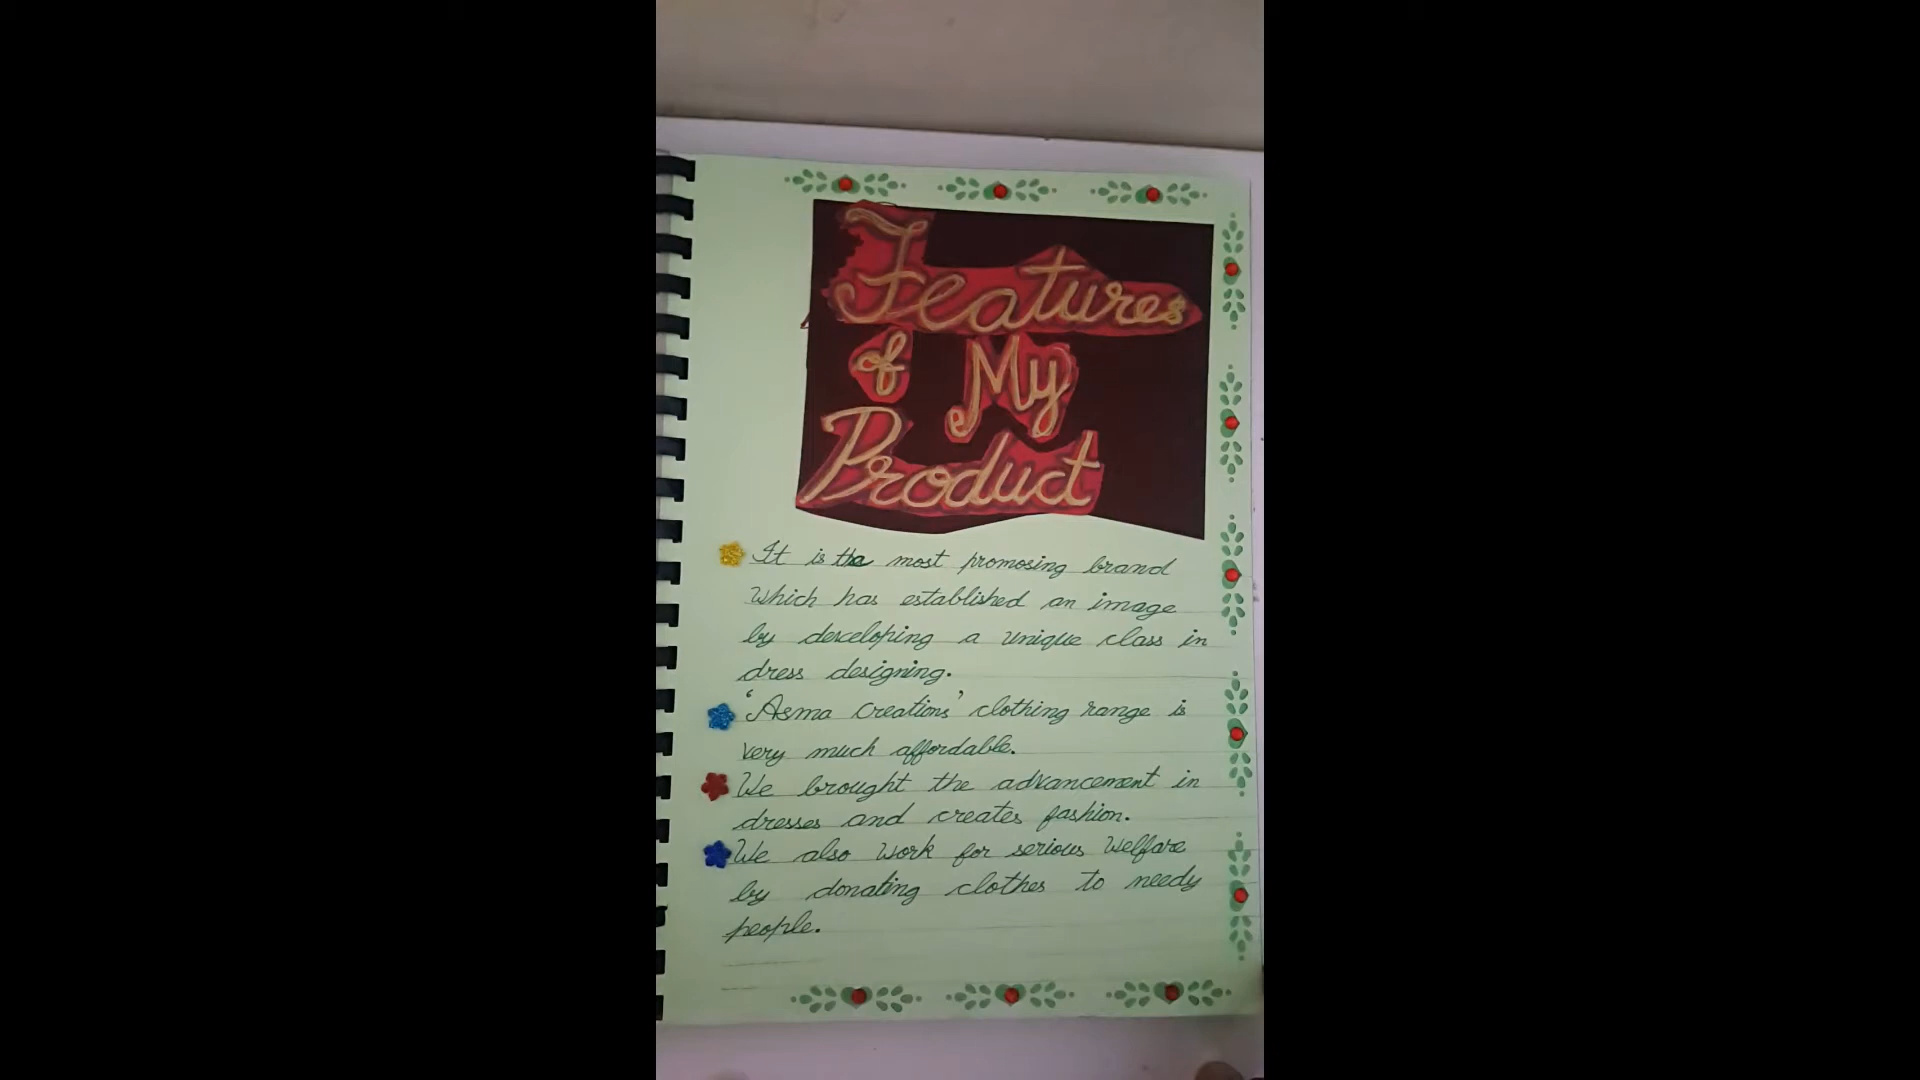 Features
of My
Product
It is the most promosing brand
which has established an image
by developing a unique class in
dress designing.
'Asma Creations' clothing range is
very much affordable.
We brought the advancement in
dresses and creates fashion.
We also work for serious welfare
by donating clothes to needy
people.